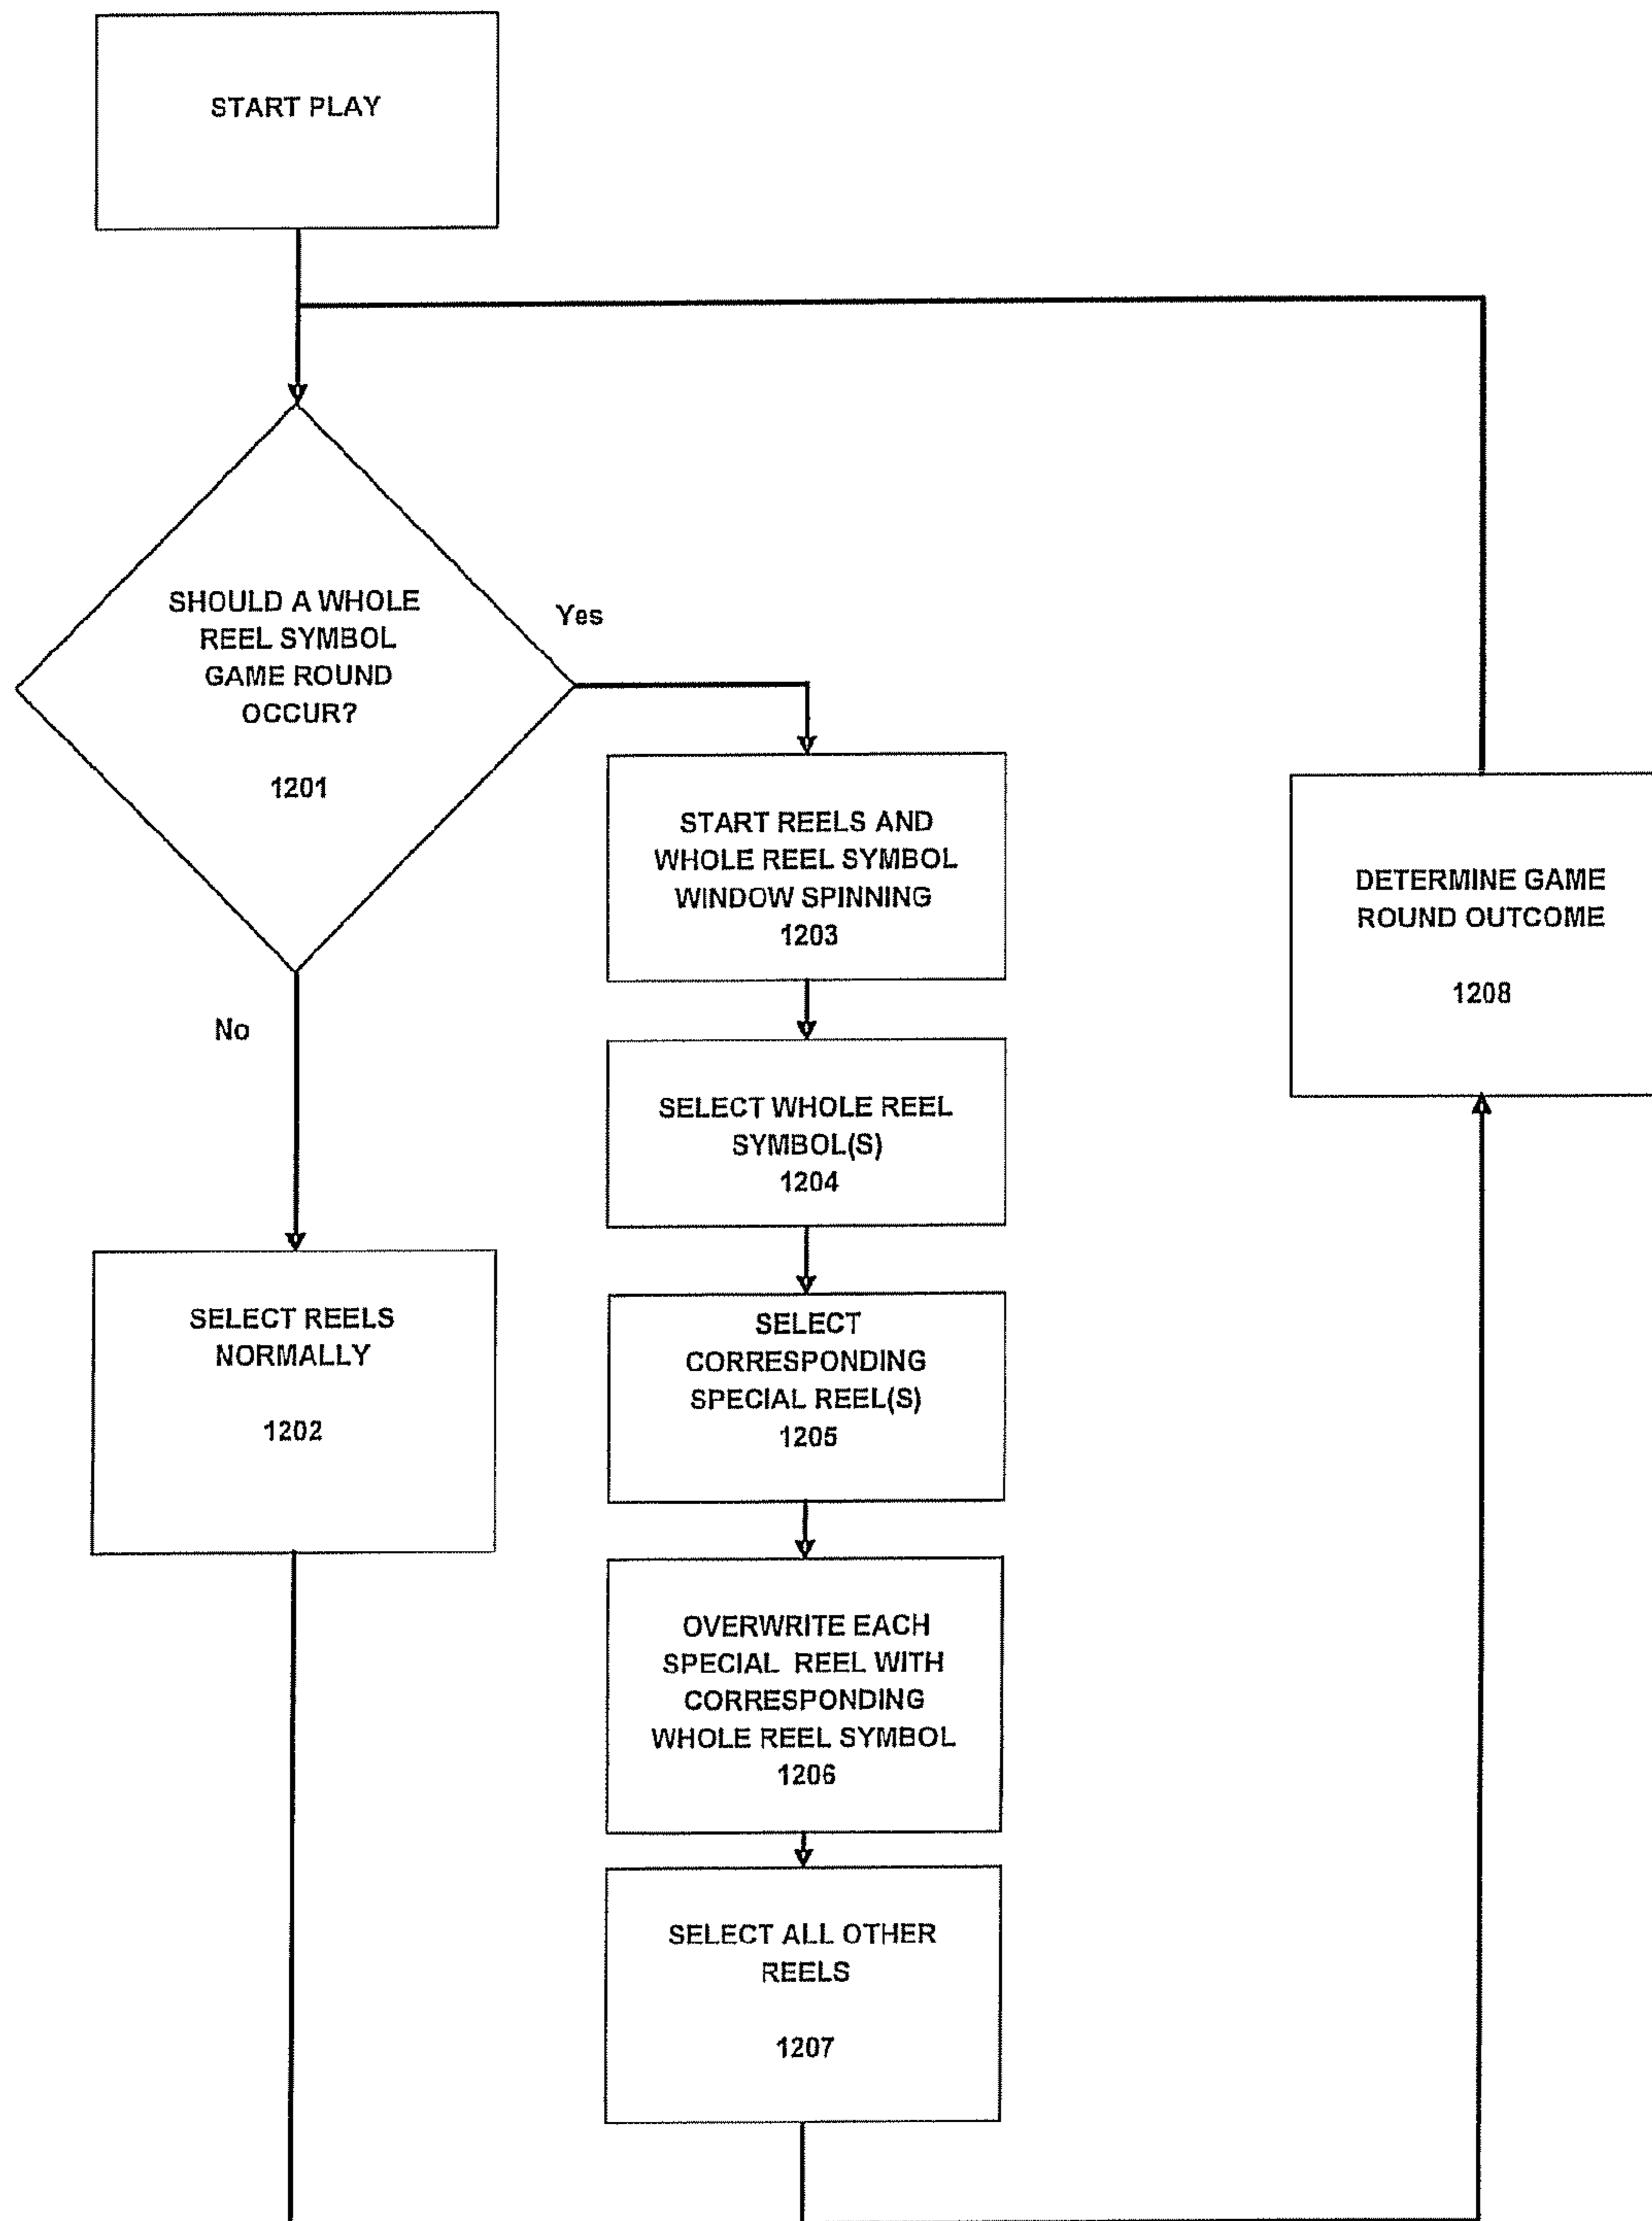 START PLAY
SHOULD A WHOLE
REEL SYMBOL
GAME ROUND
OCCUR?
1201
Yes
No
SELECT REELS
NORMALLY
1202
START REELS AND
WHOLE REEL SYMBOL
WINDOW SPINNING
1203
SELECT WHOLE REEL
SYMBOL(S)
1204
SELECT
CORRESPONDING
SPECIAL REEL(S)
1205
OVERWRITE EACH
SPECIAL REEL WITH
CORRESPONDING
WHOLE REEL SYMBOL
1206
SELECT ALL OTHER
REELS
1207
DETERMINE GAME
ROUND OUTCOME
1208